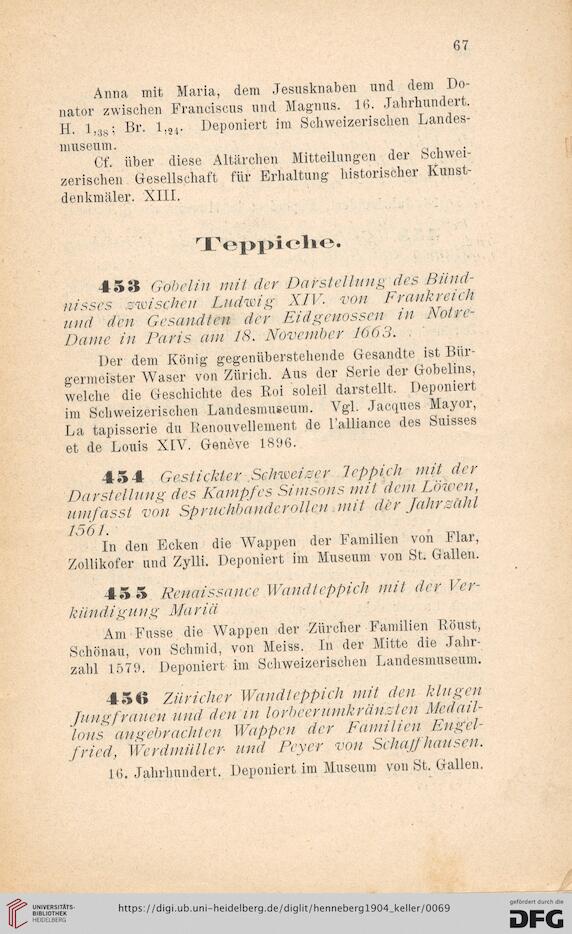 67
Anna mit Maria, dem Jesusknaben und dem Do-
nator zwischen Franciscus und Magnus. 16. Jahrhundert.
H. 1,38; Br. 1,24. Deponiert im Schweizerischen Landes-
museum.
Cf. über diese Altärchen Mitteilungen der Schwei-
zerischen Gesellschaft für Erhaltung historischer Kunst-
denkmäler. XIII.
Teppiche.
453 Gobelin mit der Darstellung des Bünd-
nisses zwischen Ludwig XIV. von Frankreich
und den Gesandten der Eidgenossen in Notre-
Dame in Paris am 18. November 1663.
Der dem König gegenüberstehende Gesandte ist Bür-
germeister Waser von Zürich. Aus der Serie der Gobelins,
welche die Geschichte des Roi soleil darstellt. Deponiert
im Schweizerischen Landesmuseum. Vgl. Jacques Mayor,
La tapisserie du Renouvellement de l'alliance des Suisses
et de Louis XIV. Genève 1896.
454 Gestickter Schweizer Teppich mit der
Darstellung des Kampfes Simsons mit dem Löwen,
umfasst von Spruchbanderollen mit der Jahrzahl
1561.
In den Ecken die Wappen der Familien von Flar,
Zollikofer und Zylli. Deponiert im Museum von St. Gallen.
455 Renaissance Wandteppich mit der Ver-
kündigung Mariä
Am Fusse die Wappen der Zürcher Familien Röust,
Schönau, von Schmid, von Meiss. In der Mitte die Jahr-
zahl 1579. Deponiert im Schweizerischen Landesmuseum.
456 Züricher Wandteppich mit den klugen
Jungfrauen und den in lorbeerumkränzten Medail-
lons angebrachten Wappen der Familien Engel-
fried, Werdmüller und Peyer von Schaffhausen.
16. Jahrhundert. Deponiert im Museum von St. Gallen.
UNIVERSITÄTS-
BIBLIOTHEK
HEIDELBERG
https://digi.ub.uni-heidelberg.de/diglit/henneberg1904_keller/0069
gefördert durch die
DFG